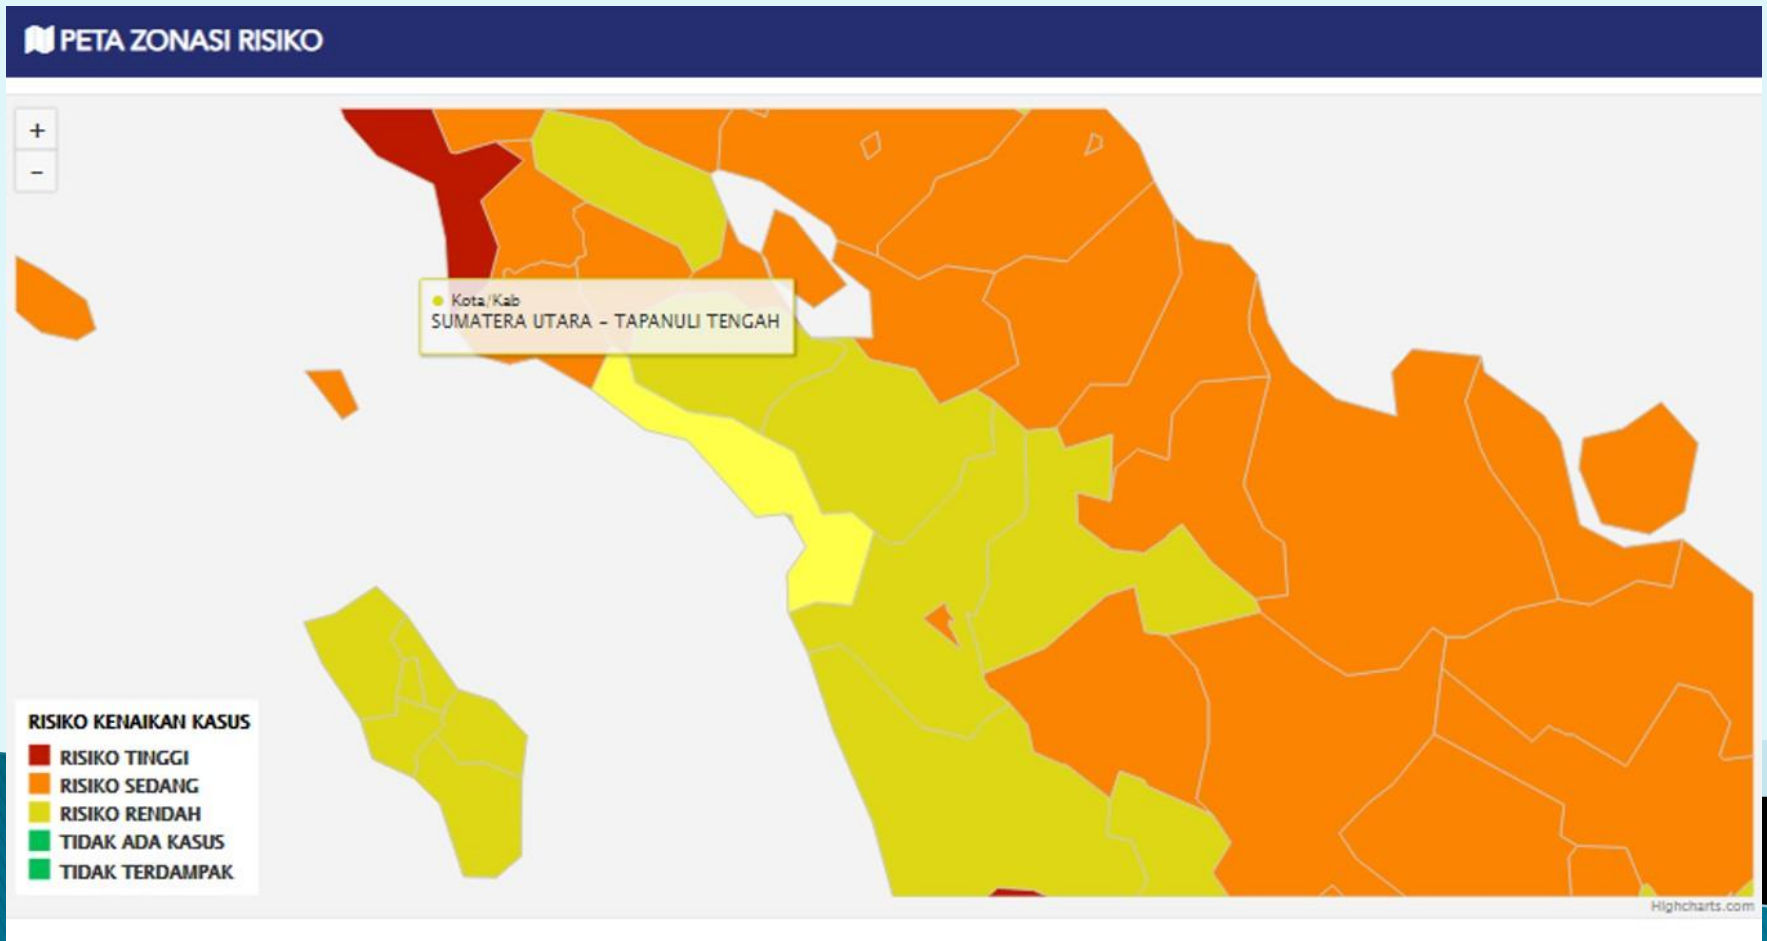 PETA ZONASI RISIKO
+
-
Kota/Kab
SUMATERA UTARA – TAPANULI TENGAH
RISIKO KENAIKAN KASUS
RISIKO TINGGI
RISIKO SEDANG
RISIKO RENDAH
TIDAK ADA KASUS
TIDAK TERDAMPAK
Highcharts.com